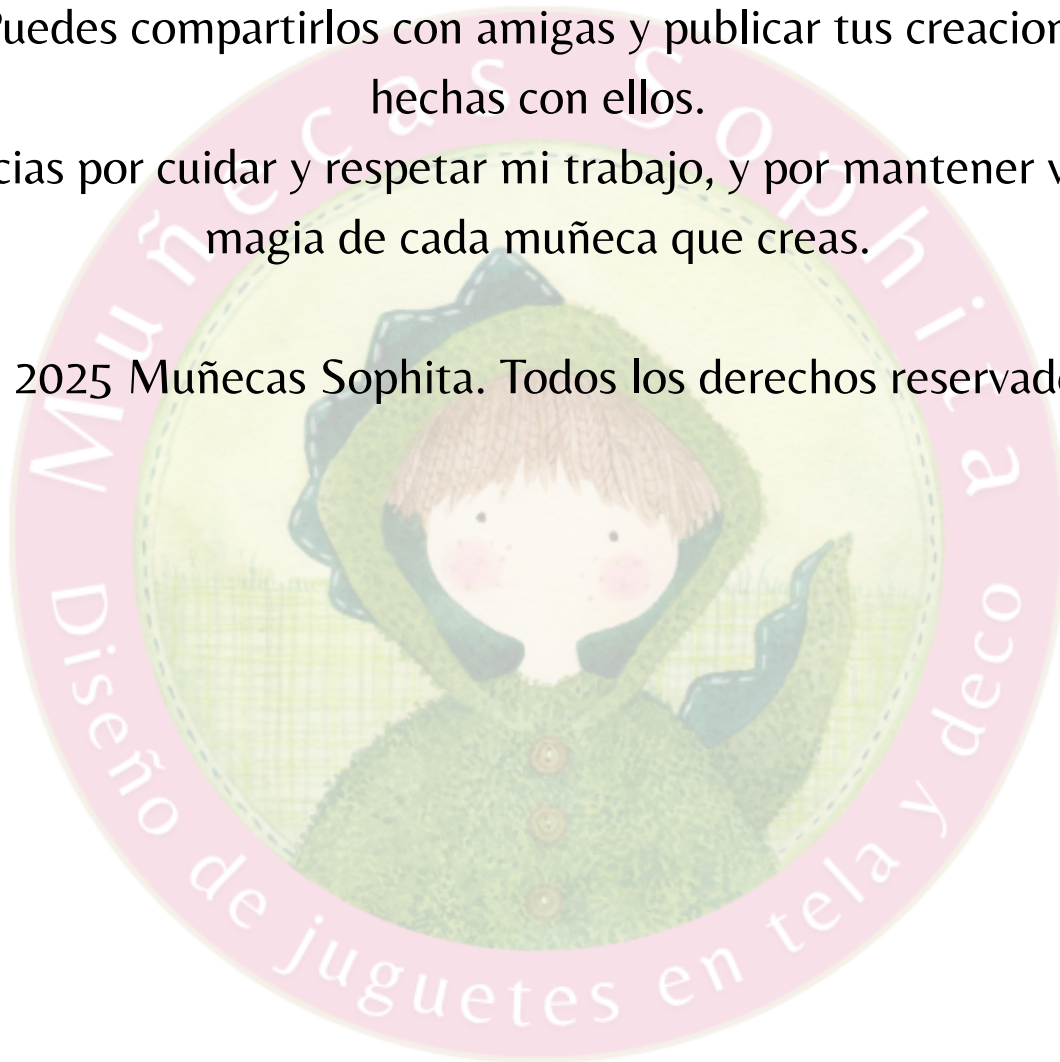 Puedes compartirlos con amigas y publicar tus creacion
hechas con ellos.
cias por cuidar y respetar mi trabajo, y por mantener v
magia de cada muñeca que creas.
2025 Muñecas Sophita. Todos los derechos reservado
Muñecas Sophita
Diseño de juguetes en tela y deco